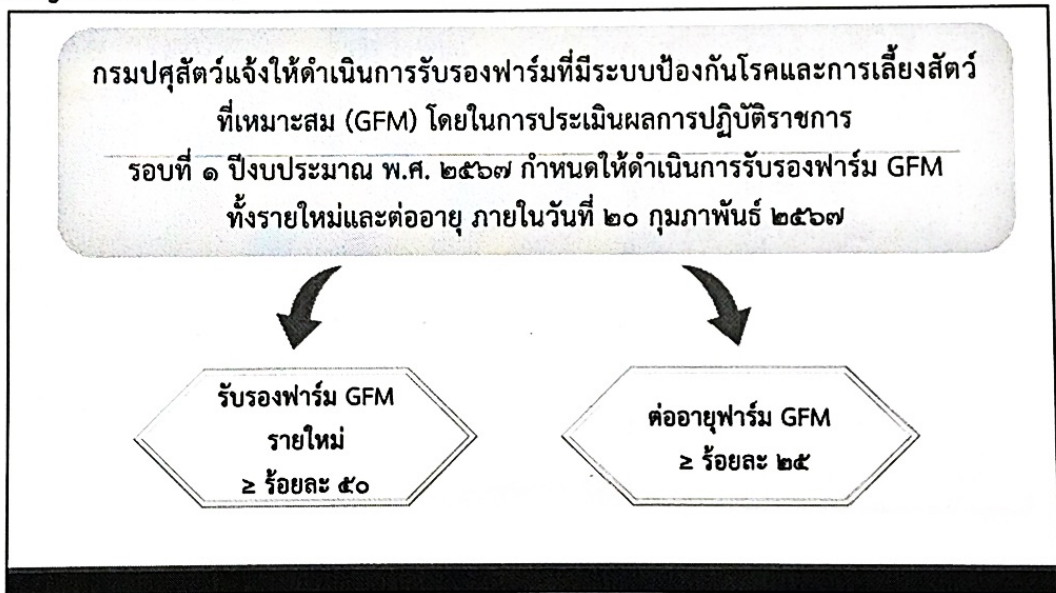 กรมปศุสัตว์แจ้งให้ดำเนินการรับรองฟาร์มที่มีระบบป้องกันโรคและการเลี้ยงสัตว์
ที่เหมาะสม (GFM) โดยในการประเมินผลการปฏิบัติราชการ
รอบที่ ๑ ปีงบประมาณ พ.ศ. ๒๕๖๗ กำหนดให้ดำเนินการรับรองฟาร์ม GFM
ทั้งรายใหม่และต่ออายุ ภายในวันที่ ๒๐ กุมภาพันธ์ ๒๕๖๗
รับรองฟาร์ม GFM
รายใหม่
≥ ร้อยละ ๕๐
ต่ออายุฟาร์ม GFM
≥ ร้อยละ ๒๕